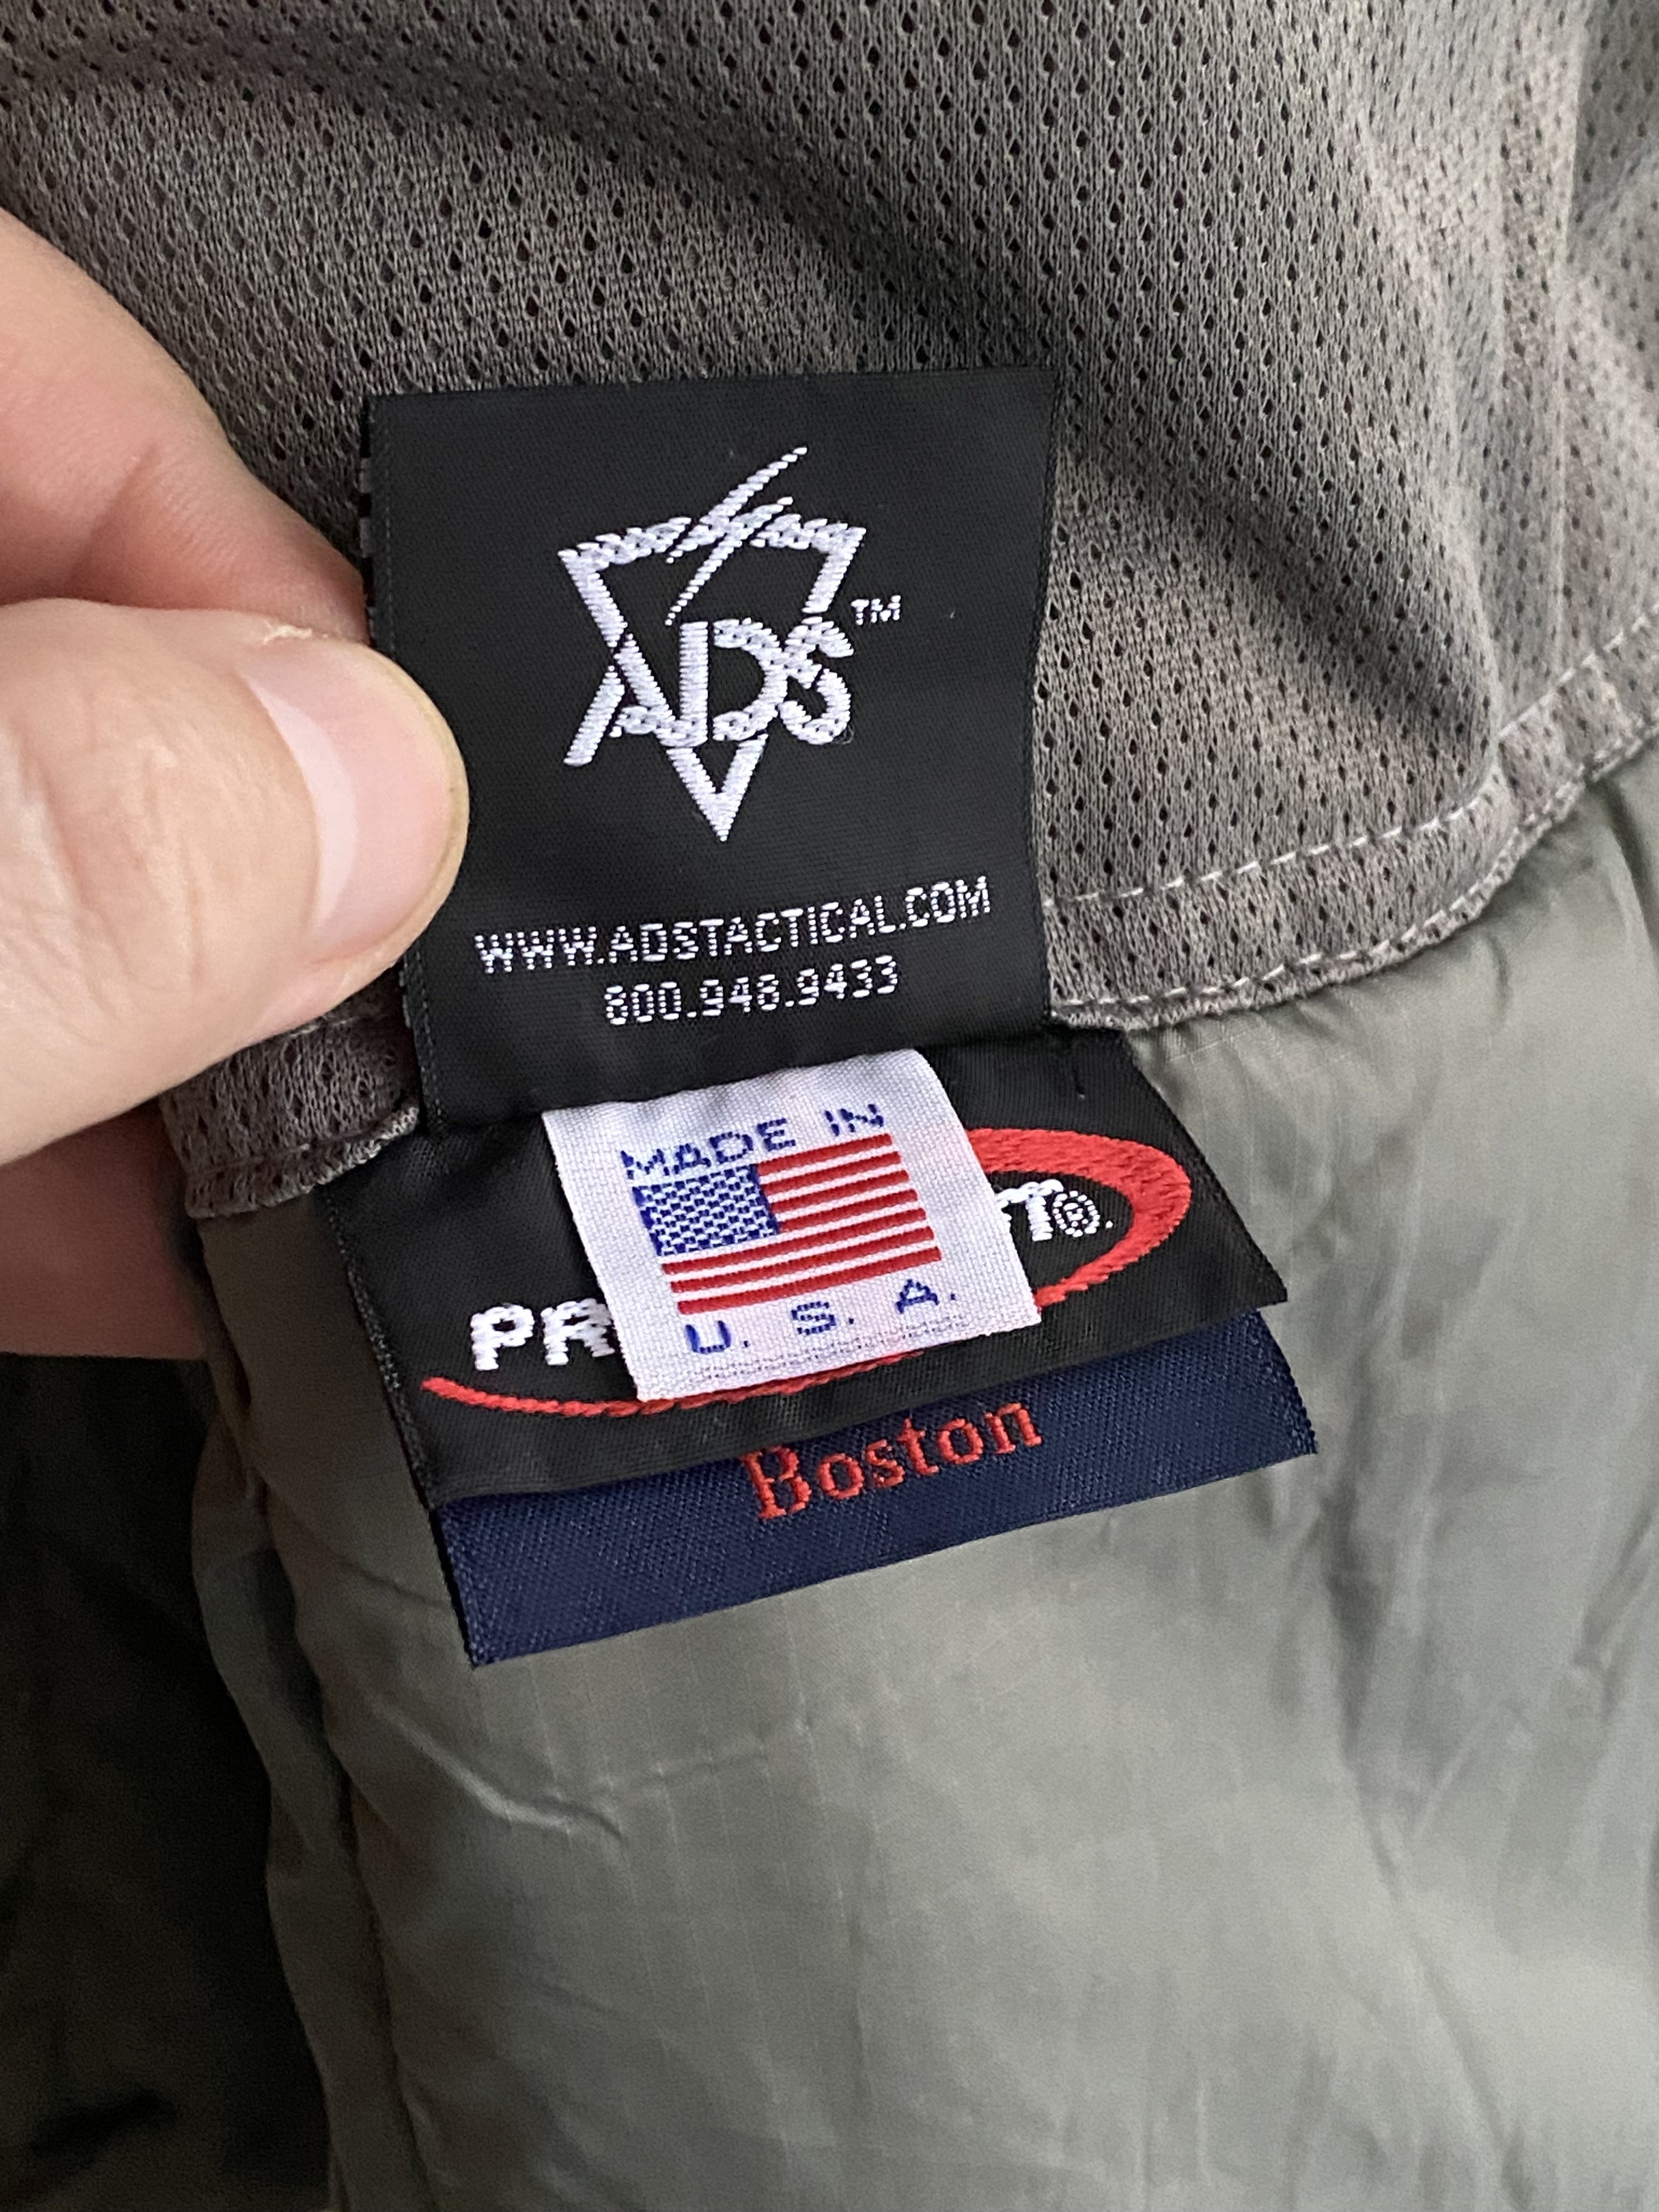 ADS™
WWW.ADSTACTICAL.COM
800.948.9433
MADE IN
U. S. A.
Boston